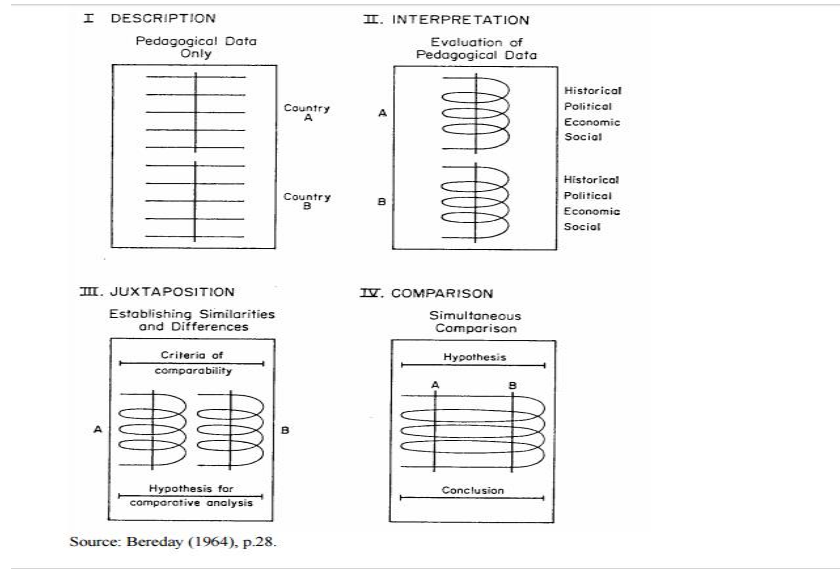 I DESCRIPTION
Pedagogical Data
Only
Country
A
Country
B
II. INTERPRETATION
Evaluation of
Pedagogical Data
A
Historical
Political
Economic
Social
B
Historical
Political
Economic
Social
III. JUXTAPOSITION
Establishing Similarities
and Differences
Criteria of
comparability
A
B
Hypothesis for
comparative analysis
IV. COMPARISON
Simultaneous
Comparison
Hypothesis
A B
Conclusion
Source: Bereday (1964), p.28.